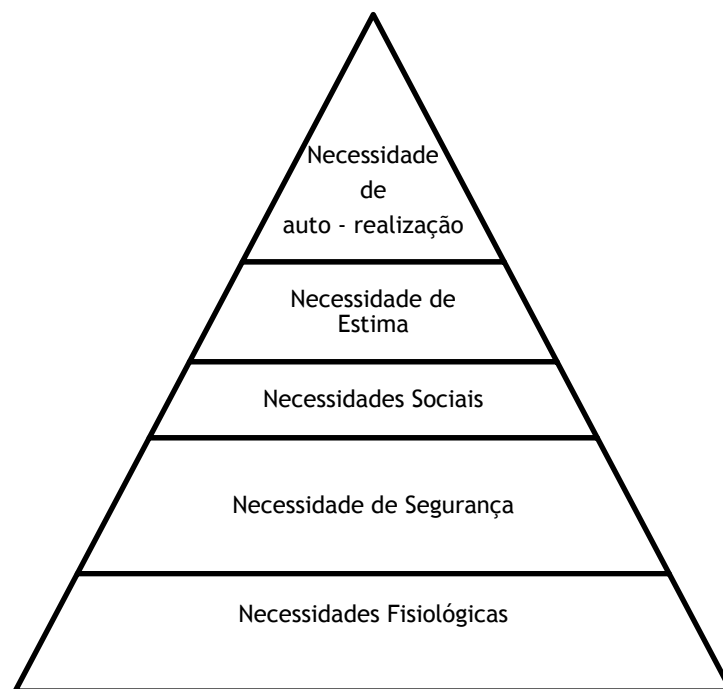 Necessidade
de
auto - realização
Necessidade de
Estima
Necessidades Sociais
Necessidade de Segurança
Necessidades Fisiológicas